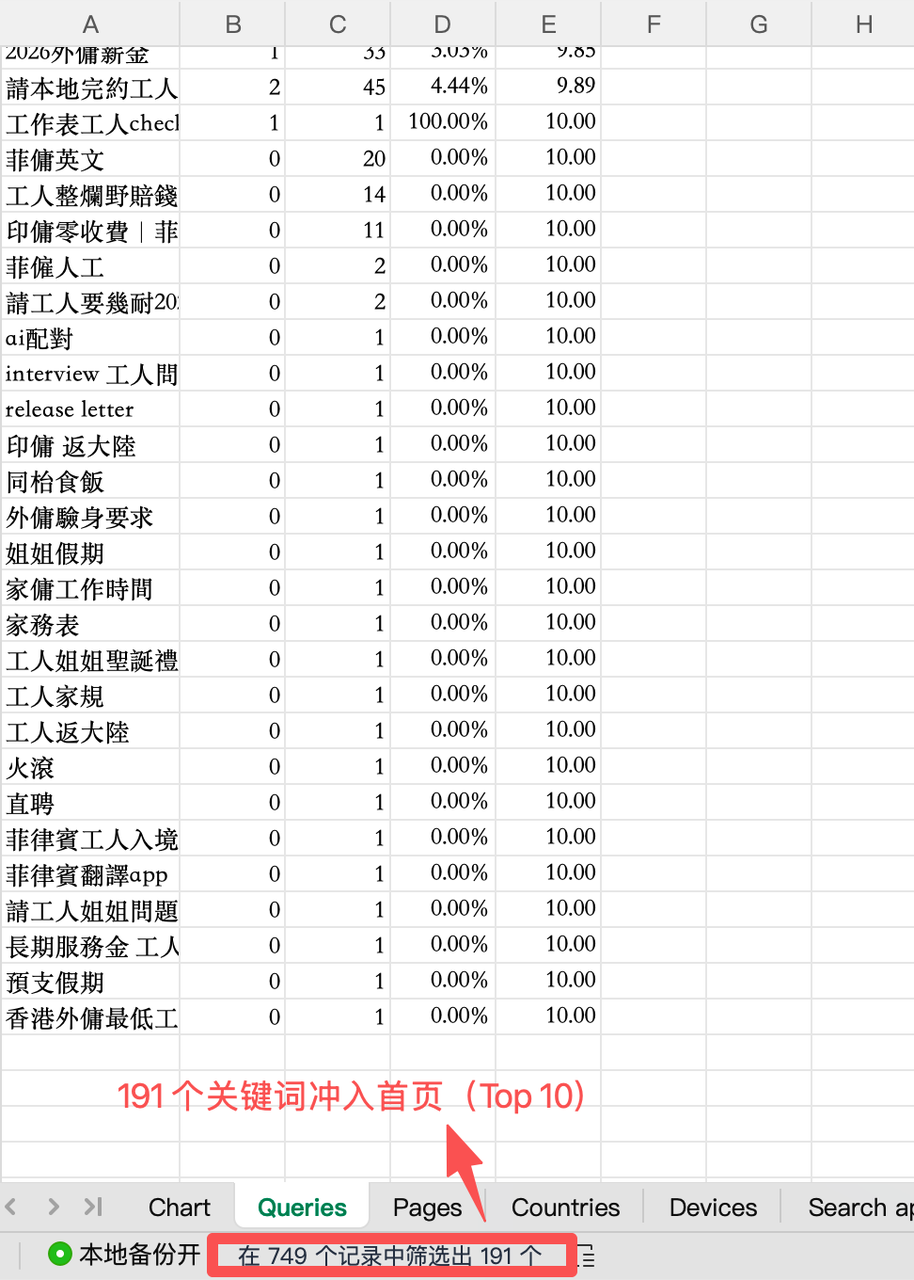 A B C D E F G H
2026外傭薪金 1 33 3.03% 9.85
請本地完約工人 2 45 4.44% 9.89
工作表工人check 1 1 100.00% 10.00
菲傭英文 0 20 0.00% 10.00
工人整爛野賠錢 0 14 0.00% 10.00
印傭零收費｜菲 0 11 0.00% 10.00
菲僱人工 0 2 0.00% 10.00
請工人要幾耐20 0 2 0.00% 10.00
ai配對 0 1 0.00% 10.00
interview 工人問 0 1 0.00% 10.00
release letter 0 1 0.00% 10.00
印傭 返大陸 0 1 0.00% 10.00
同枱食飯 0 1 0.00% 10.00
外傭驗身要求 0 1 0.00% 10.00
姐姐假期 0 1 0.00% 10.00
家傭工作時間 0 1 0.00% 10.00
家務表 0 1 0.00% 10.00
工人姐姐聖誕禮 0 1 0.00% 10.00
工人家規 0 1 0.00% 10.00
工人返大陸 0 1 0.00% 10.00
火滾 0 1 0.00% 10.00
直聘 0 1 0.00% 10.00
菲律賓工人入境 0 1 0.00% 10.00
菲律賓翻譯app 0 1 0.00% 10.00
請工人姐姐問題 0 1 0.00% 10.00
長期服務金 工人 0 1 0.00% 10.00
預支假期 0 1 0.00% 10.00
香港外傭最低工 0 1 0.00% 10.00
191 个关键词冲入首页（Top 10）
Chart Queries Pages Countries Devices Search ap
本地备份开 在 749 个记录中筛选出 191 个